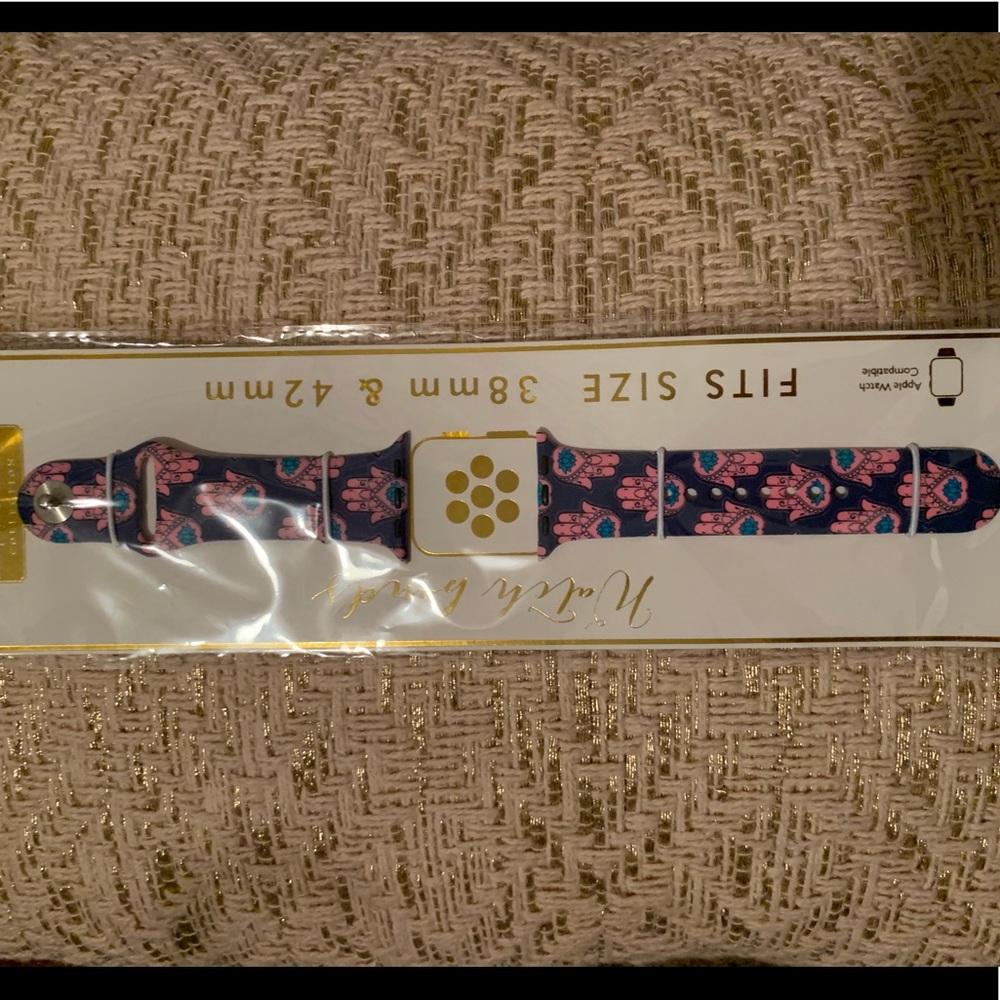 Watch bands
FITS SIZE 38mm & 42mm
Apple Watch
Compatible